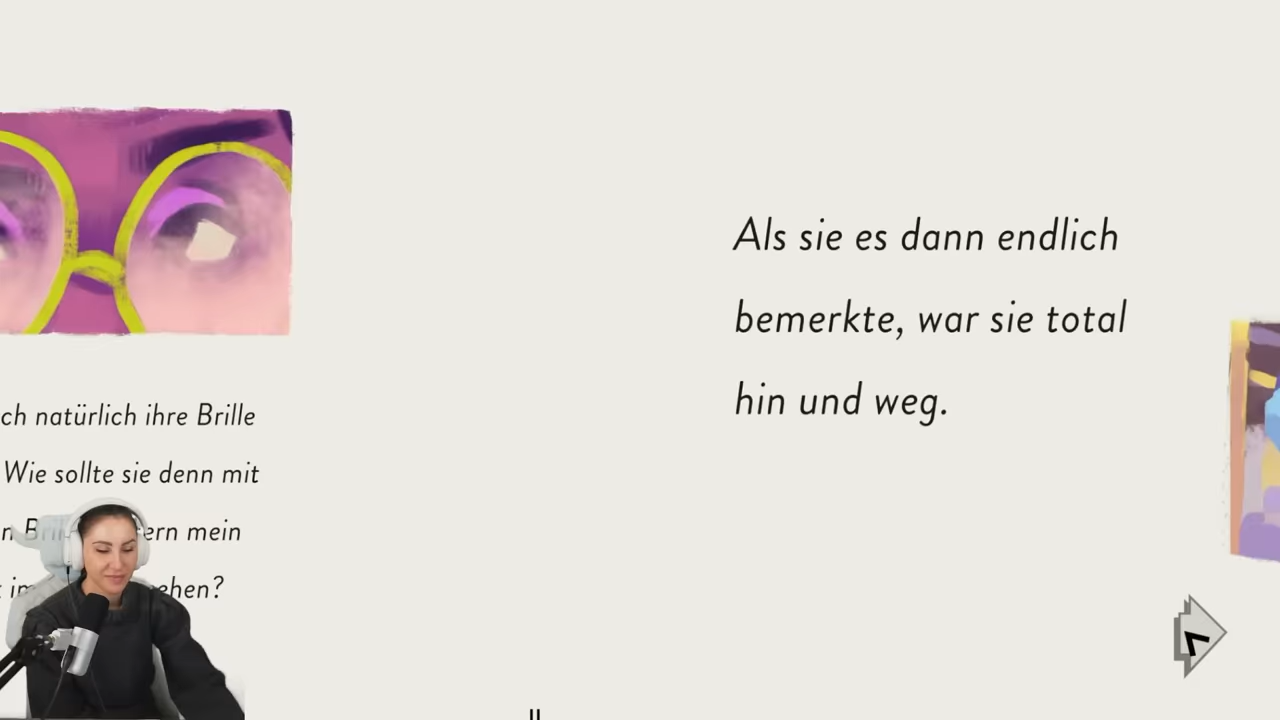 ch natürlich ihre Brille
Wie sollte sie denn mit
ern mein
ehen?
Als sie es dann endlich
bemerkte, war sie total
hin und weg.